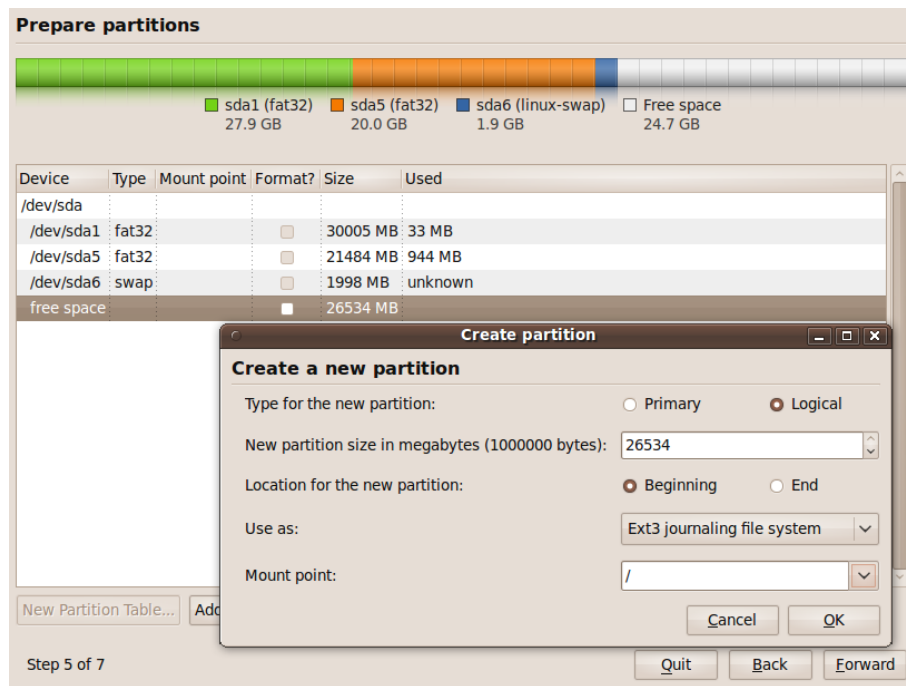 Prepare partitions
sda1 (fat32) sda5 (fat32) sda6 (linux-swap) Free space
27.9 GB 20.0 GB 1.9 GB 24.7 GB
Device Type Mount point Format? Size Used
/dev/sda
/dev/sda1 fat32 30005 MB 33 MB
/dev/sda5 fat32 21484 MB 944 MB
/dev/sda6 swap 1998 MB unknown
free space 26534 MB
Create partition
Create a new partition
Type for the new partition: Primary Logical
New partition size in megabytes (1000000 bytes): 26534
Location for the new partition: Beginning End
Use as: Ext3 journaling file system
Mount point: /
New Partition Table... Add
Cancel OK
Step 5 of 7 Quit Back Forward